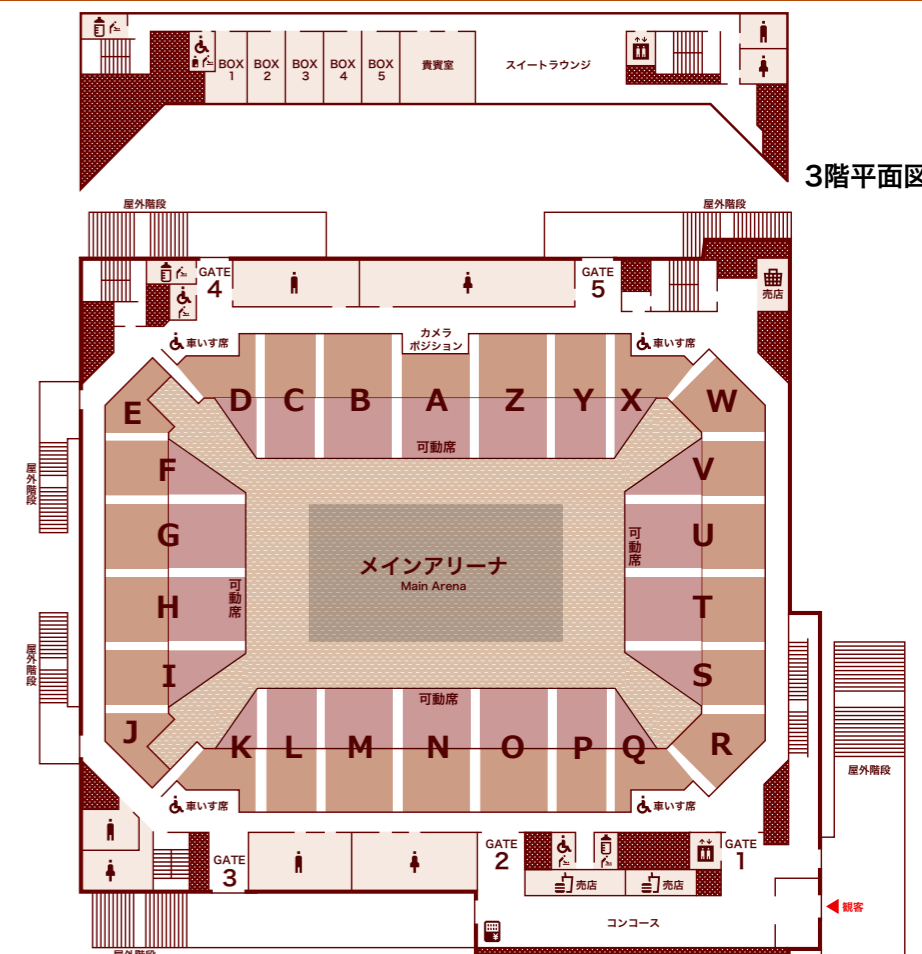 BOX
1
BOX
2
BOX
3
BOX
4
BOX
5
貴賓室
スイートラウンジ
3階平面図
屋外階段
屋外階段
GATE
4
GATE
5
売店
車いす席
カメラ
ポジション
車いす席
D
C
B
A
Z
Y
X
E
W
可動席
F
V
屋外階段
G
U
可動席
メインアリーナ
Main Arena
H
T
可動席
I
S
屋外階段
可動席
J
K
L
M
N
O
P
Q
R
屋外階段
車いす席
車いす席
GATE
3
GATE
2
GATE
1
売店
売店
観客
コンコース
屋外階段